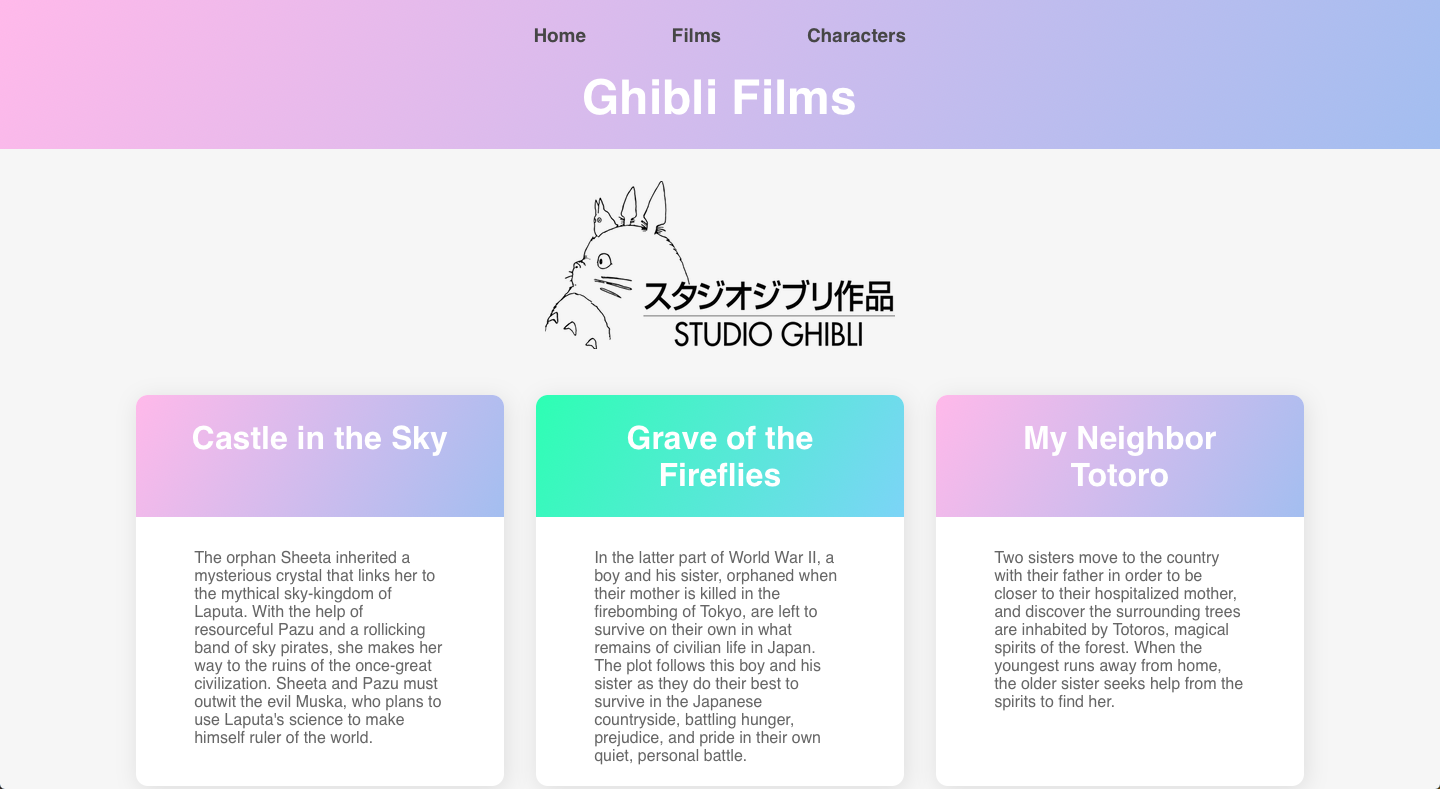 Home Films Characters
Ghibli Films
スタジオジブリ作品
STUDIO GHIBLI
Castle in the Sky
The orphan Sheeta inherited a
mysterious crystal that links her to
the mythical sky-kingdom of
Laputa. With the help of
resourceful Pazu and a rollicking
band of sky pirates, she makes her
way to the ruins of the once-great
civilization. Sheeta and Pazu must
outwit the evil Muska, who plans to
use Laputa's science to make
himself ruler of the world.
Grave of the
Fireflies
In the latter part of World War II, a
boy and his sister, orphaned when
their mother is killed in the
firebombing of Tokyo, are left to
survive on their own in what
remains of civilian life in Japan.
The plot follows this boy and his
sister as they do their best to
survive in the Japanese
countryside, battling hunger,
prejudice, and pride in their own
quiet, personal battle.
My Neighbor
Totoro
Two sisters move to the country
with their father in order to be
closer to their hospitalized mother,
and discover the surrounding trees
are inhabited by Totoros, magical
spirits of the forest. When the
youngest runs away from home,
the older sister seeks help from the
spirits to find her.